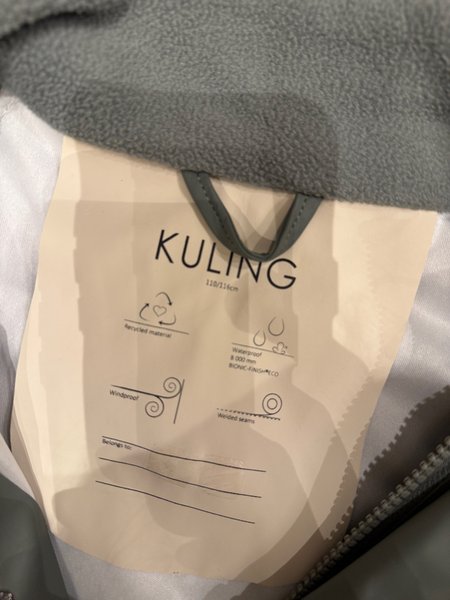 KULING
110/116cm
Recycled material
Waterproof
8 000 mm
BIONIC-FINISH®ECO
Windproof
Welded seams
Belongs to: